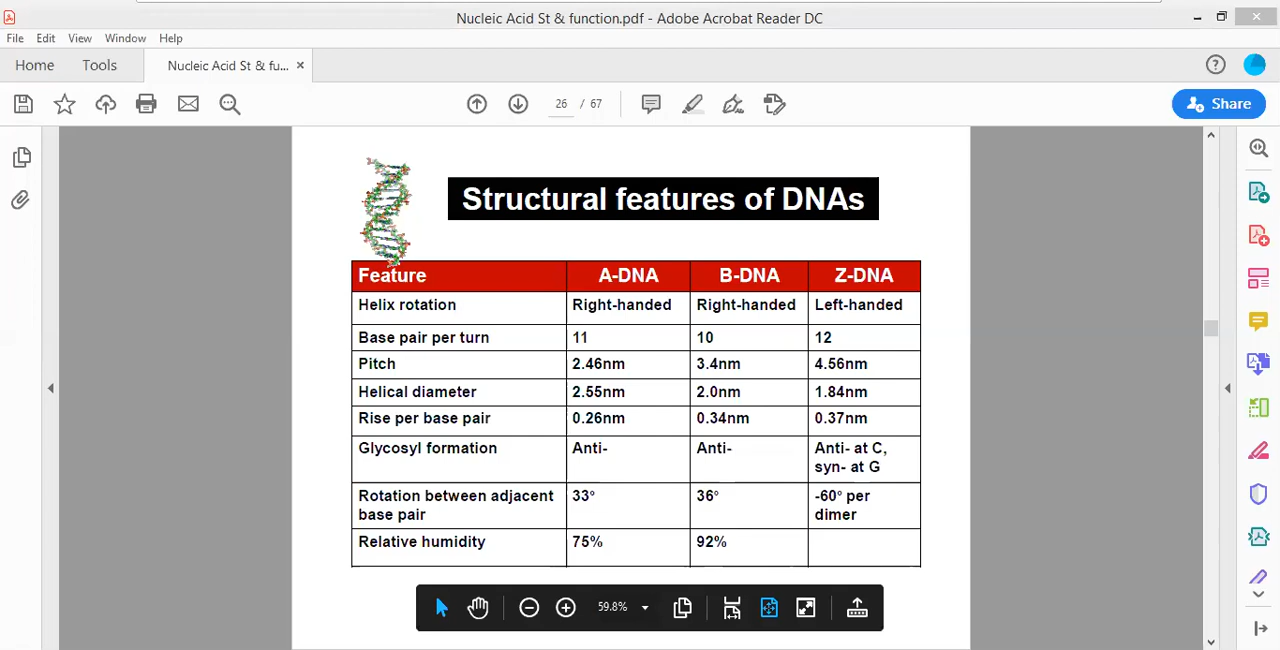 Nucleic Acid St & function.pdf - Adobe Acrobat Reader DC
File Edit View Window Help
Home Tools Nucleic Acid St & fu... ×
26 / 67
Share
Structural features of DNAs
Feature A-DNA B-DNA Z-DNA
Helix rotation Right-handed Right-handed Left-handed
Base pair per turn 11 10 12
Pitch 2.46nm 3.4nm 4.56nm
Helical diameter 2.55nm 2.0nm 1.84nm
Rise per base pair 0.26nm 0.34nm 0.37nm
Glycosyl formation Anti- Anti- Anti- at C,
syn- at G
Rotation between adjacent 33° 36° -60° per
base pair dimer
Relative humidity 75% 92%
59.8%